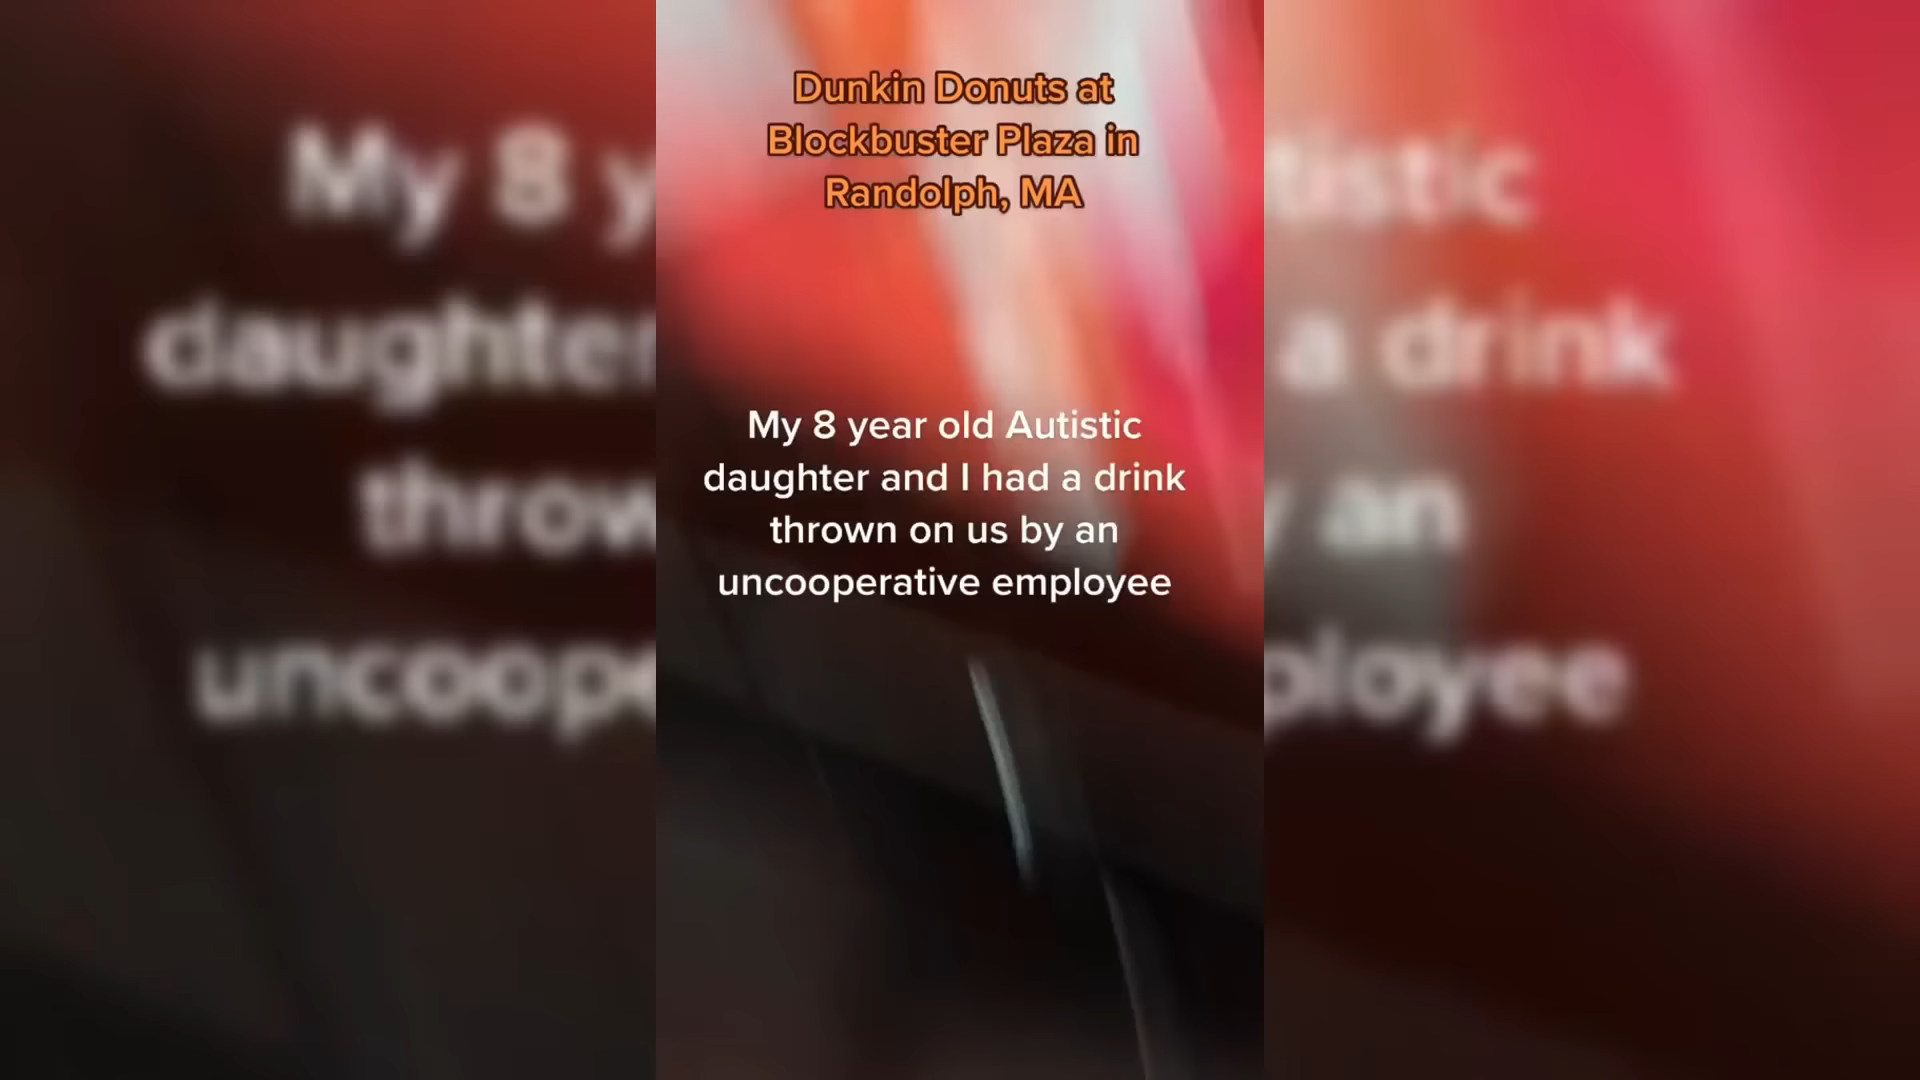 Dunkin Donuts at
Blockbuster Plaza in
Randolph, MA
My 8 year old Autistic
daughter and I had a drink
thrown on us by an
uncooperative employee